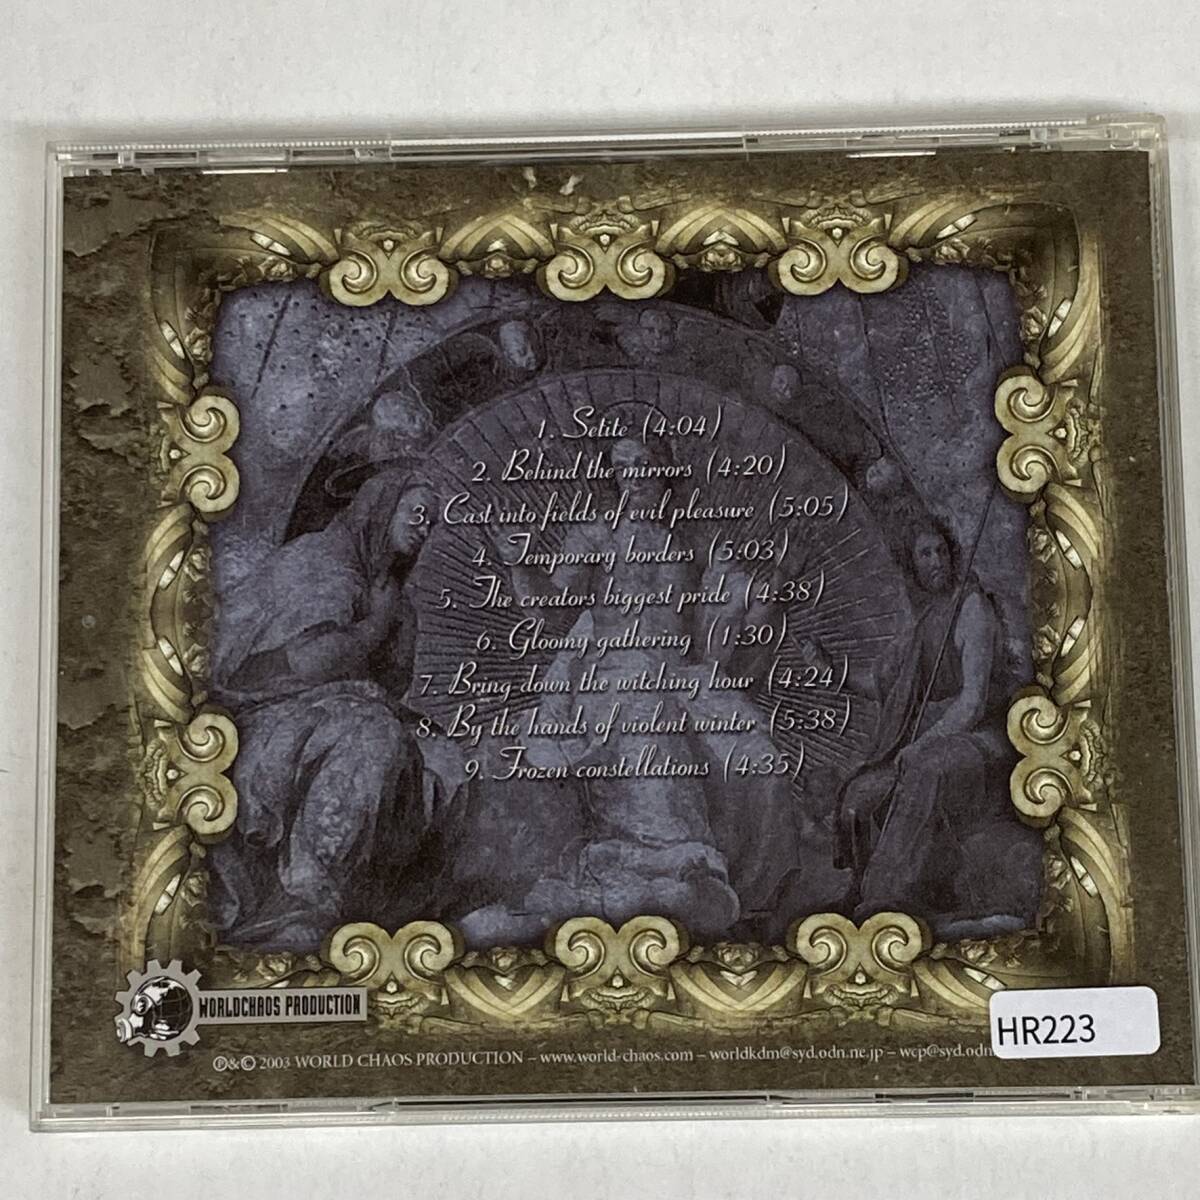 1. Setite (4:04)
2. Behind the mirrors (4:20)
3. Cast into fields of evil pleasure (5:05)
4. Temporary borders (5:03)
5. The creators biggest pride (4:38)
6. Gloomy gathering (1:30)
7. Bring down the witching hour (4:24)
8. By the hands of violent winter (5:38)
9. Frozen constellations (4:35)
WORLDCHAOS PRODUCTION
HR223
℗&© 2003 WORLD CHAOS PRODUCTION – www.world-chaos.com – worldkdm@syd.odn.ne.jp – wcp@syd.odn